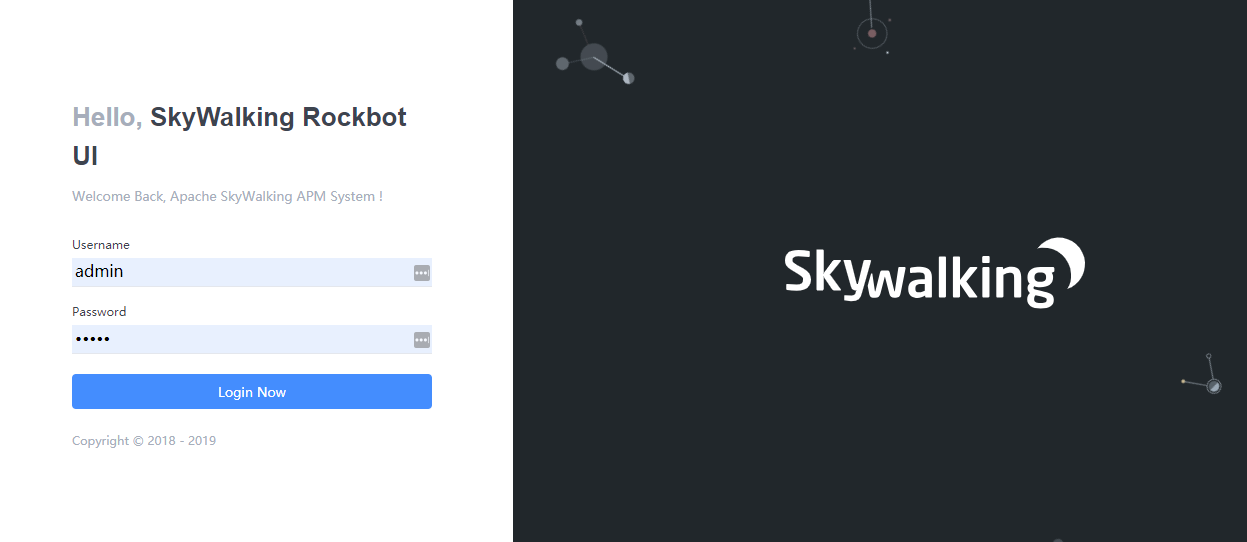 Hello, SkyWalking Rockbot
UI
Welcome Back, Apache SkyWalking APM System !
Username
admin
Password
•••••
Login Now
Copyright © 2018 - 2019
Skywalking